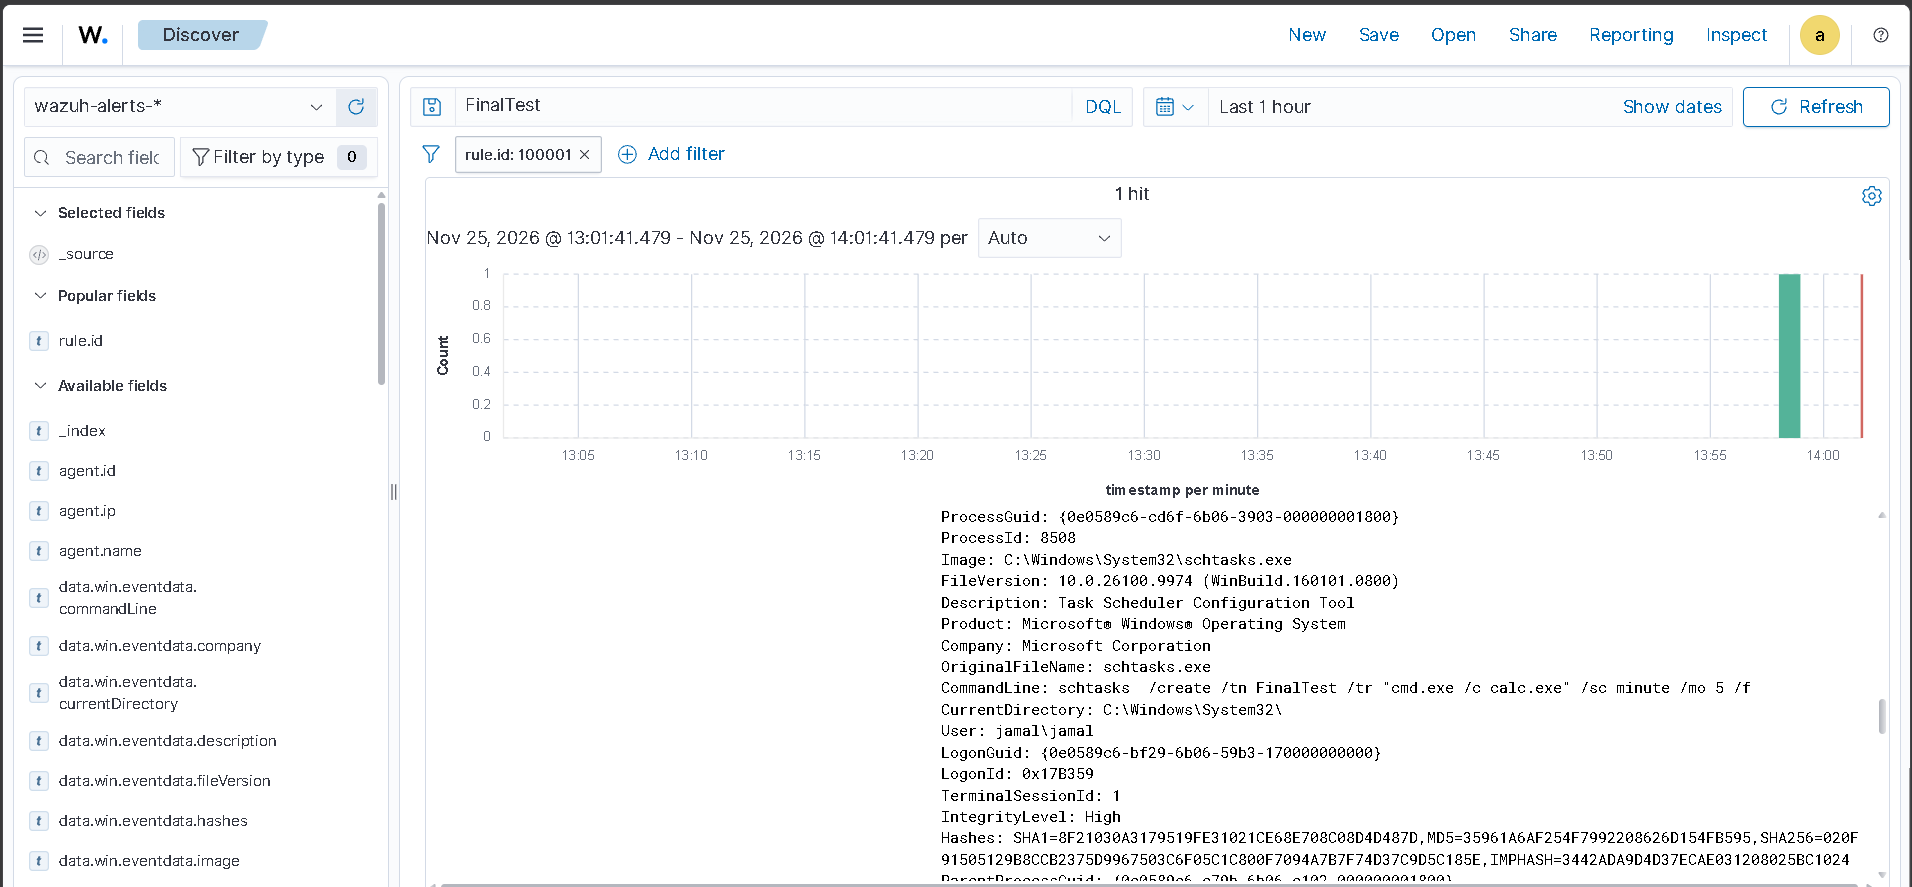 W.
Discover
New
Save
Open
Share
Reporting
Inspect
a
wazuh-alerts-*
FinalTest
DQL
Last 1 hour
Show dates
Refresh
Search fielc
Filter by type 0
rule.id: 100001
Add filter
1 hit
Nov 25, 2026 @ 13:01:41.479 - Nov 25, 2026 @ 14:01:41.479 per
Auto
Selected fields
_source
Popular fields
rule.id
Available fields
_index
agent.id
agent.ip
agent.name
data.win.eventdata.
commandLine
data.win.eventdata.company
data.win.eventdata.
currentDirectory
data.win.eventdata.description
data.win.eventdata.fileVersion
data.win.eventdata.hashes
data.win.eventdata.image
Count
1
0.8
0.6
0.4
0.2
0
13:05 13:10 13:15 13:20 13:25 13:30 13:35 13:40 13:45 13:50 13:55 14:00
timestamp per minute
ProcessGuid: {0e0589c6-cd6f-6b06-3903-000000001800}
ProcessId: 8508
Image: C:\Windows\System32\schtasks.exe
FileVersion: 10.0.26100.9974 (WinBuild.160101.0800)
Description: Task Scheduler Configuration Tool
Product: Microsoft® Windows® Operating System
Company: Microsoft Corporation
OriginalFileName: schtasks.exe
CommandLine: schtasks  /create /tn FinalTest /tr "cmd.exe /c calc.exe" /sc minute /mo 5 /f
CurrentDirectory: C:\Windows\System32\
User: jamal\jamal
LogonGuid: {0e0589c6-bf29-6b06-59b3-170000000000}
LogonId: 0x17B359
TerminalSessionId: 1
IntegrityLevel: High
Hashes: SHA1=8F21030A3179519FE31021CE68E708C08D4D487D,MD5=35961A6AF254F7992208626D154FB595,SHA256=020F
91505129B8CCB2375D9967503C6F05C1C800F7094A7B7F74D37C9D5C185E,IMPHASH=3442ADA9D4D37ECAE031208025BC1024
ParentProcessGuid: {0e0589c6-c79b-6b06-c102-000000001800}